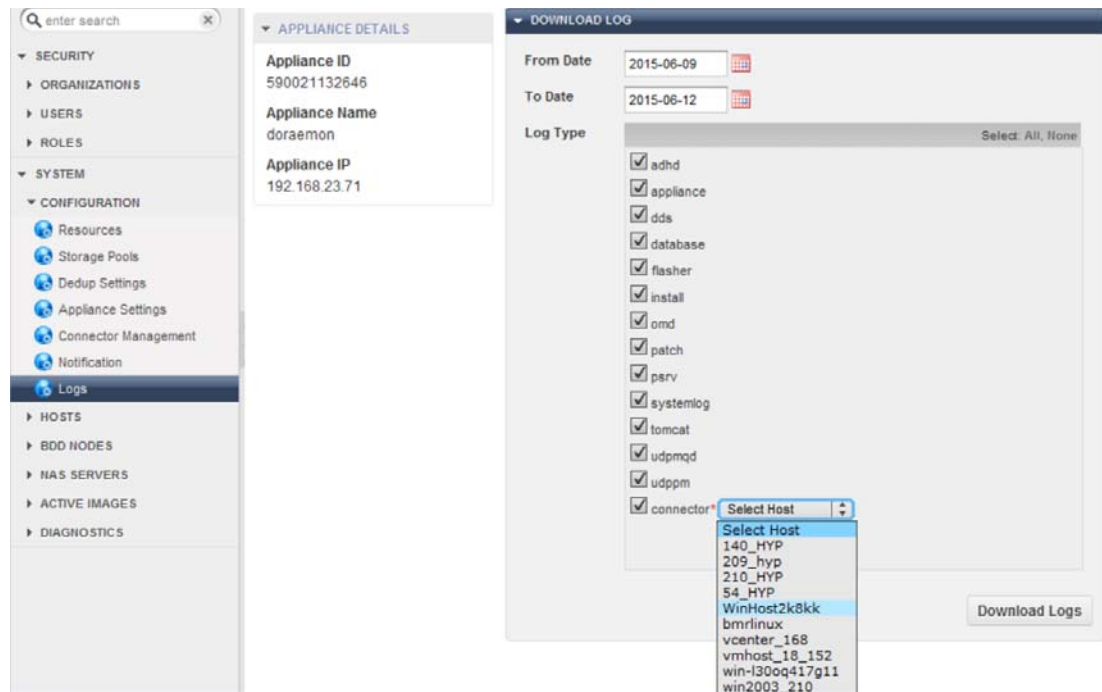 enter search
SECURITY
ORGANIZATIONS
USERS
ROLES
SYSTEM
CONFIGURATION
Resources
Storage Pools
Dedup Settings
Appliance Settings
Connector Management
Notification
Logs
HOSTS
BDD NODES
NAS SERVERS
ACTIVE IMAGES
DIAGNOSTICS
APPLIANCE DETAILS
Appliance ID
590021132646
Appliance Name
doraemon
Appliance IP
192.168.23.71
DOWNLOAD LOG
From Date 2015-06-09
To Date 2015-06-12
Log Type Select: All, None
adhd
appliance
dds
database
flasher
install
omd
patch
psrv
systemlog
tomcat
udpmqd
udppm
connector* Select Host
Select Host
140_HYP
209_hyp
210_HYP
54_HYP
WinHost2k8kk
bmrlinux
vcenter_168
vmhost_18_152
win-l30oq417g11
win2003_210
Download Logs